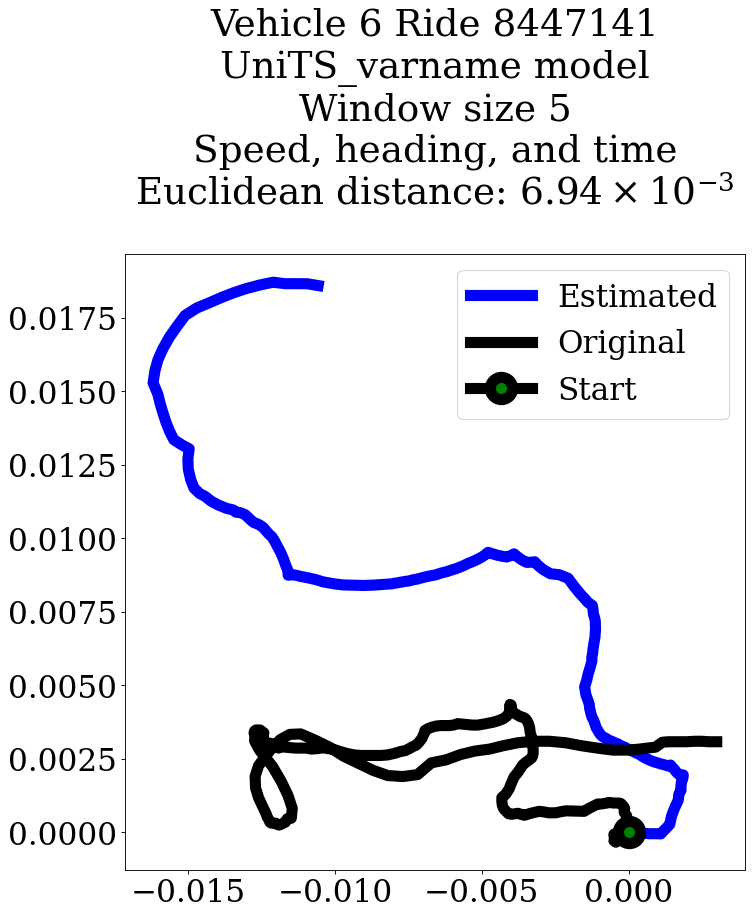 Vehicle 6 Ride 8447141
UniTS_varname model
Window size 5
Speed, heading, and time
Euclidean distance: 6.94 × 10⁻³
Estimated
Original
Start
0.0175
0.0150
0.0125
0.0100
0.0075
0.0050
0.0025
0.0000
−0.015 −0.010 −0.005 0.000